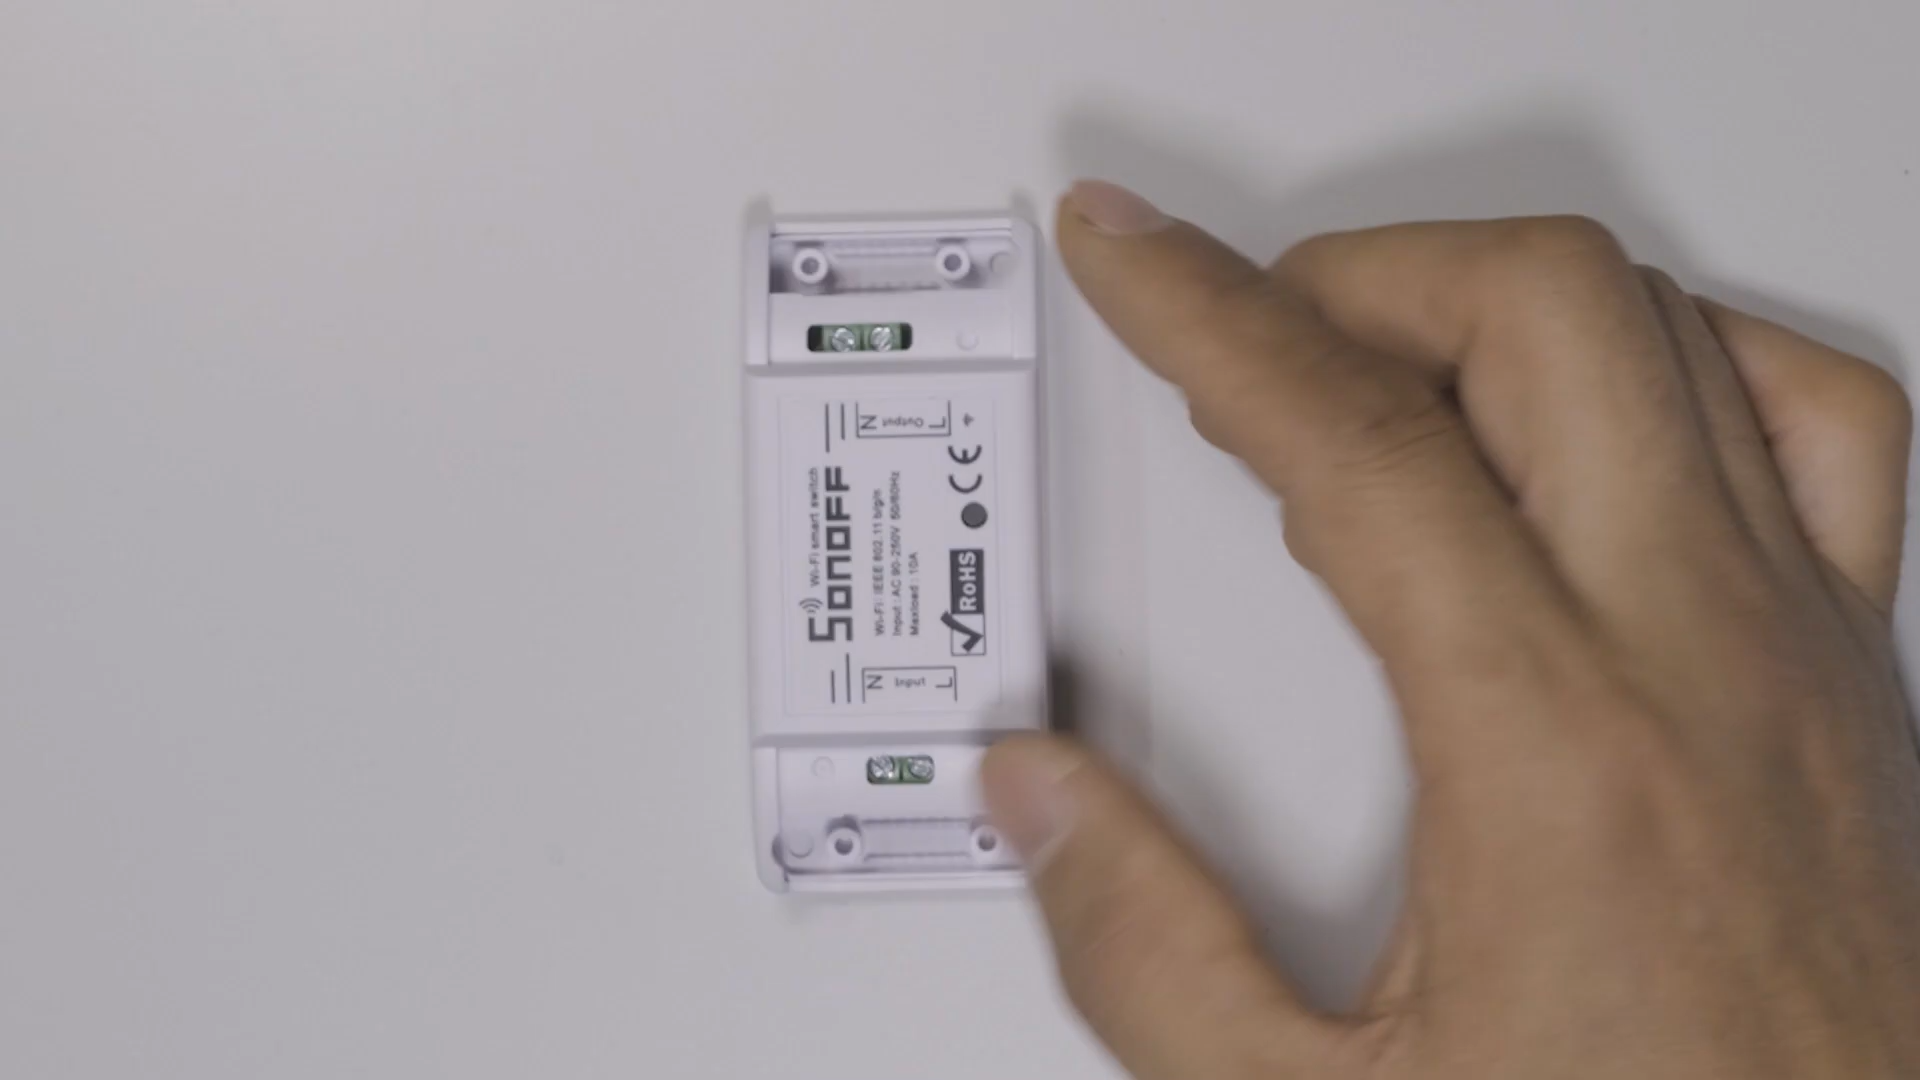 N Output L
Wi-Fi smart switch
SONOFF
Wi-Fi: IEEE 802.11 b/g/n
Input: AC 90-250V 50/60Hz
Maxload: 10A
CE
RoHS
N Input L